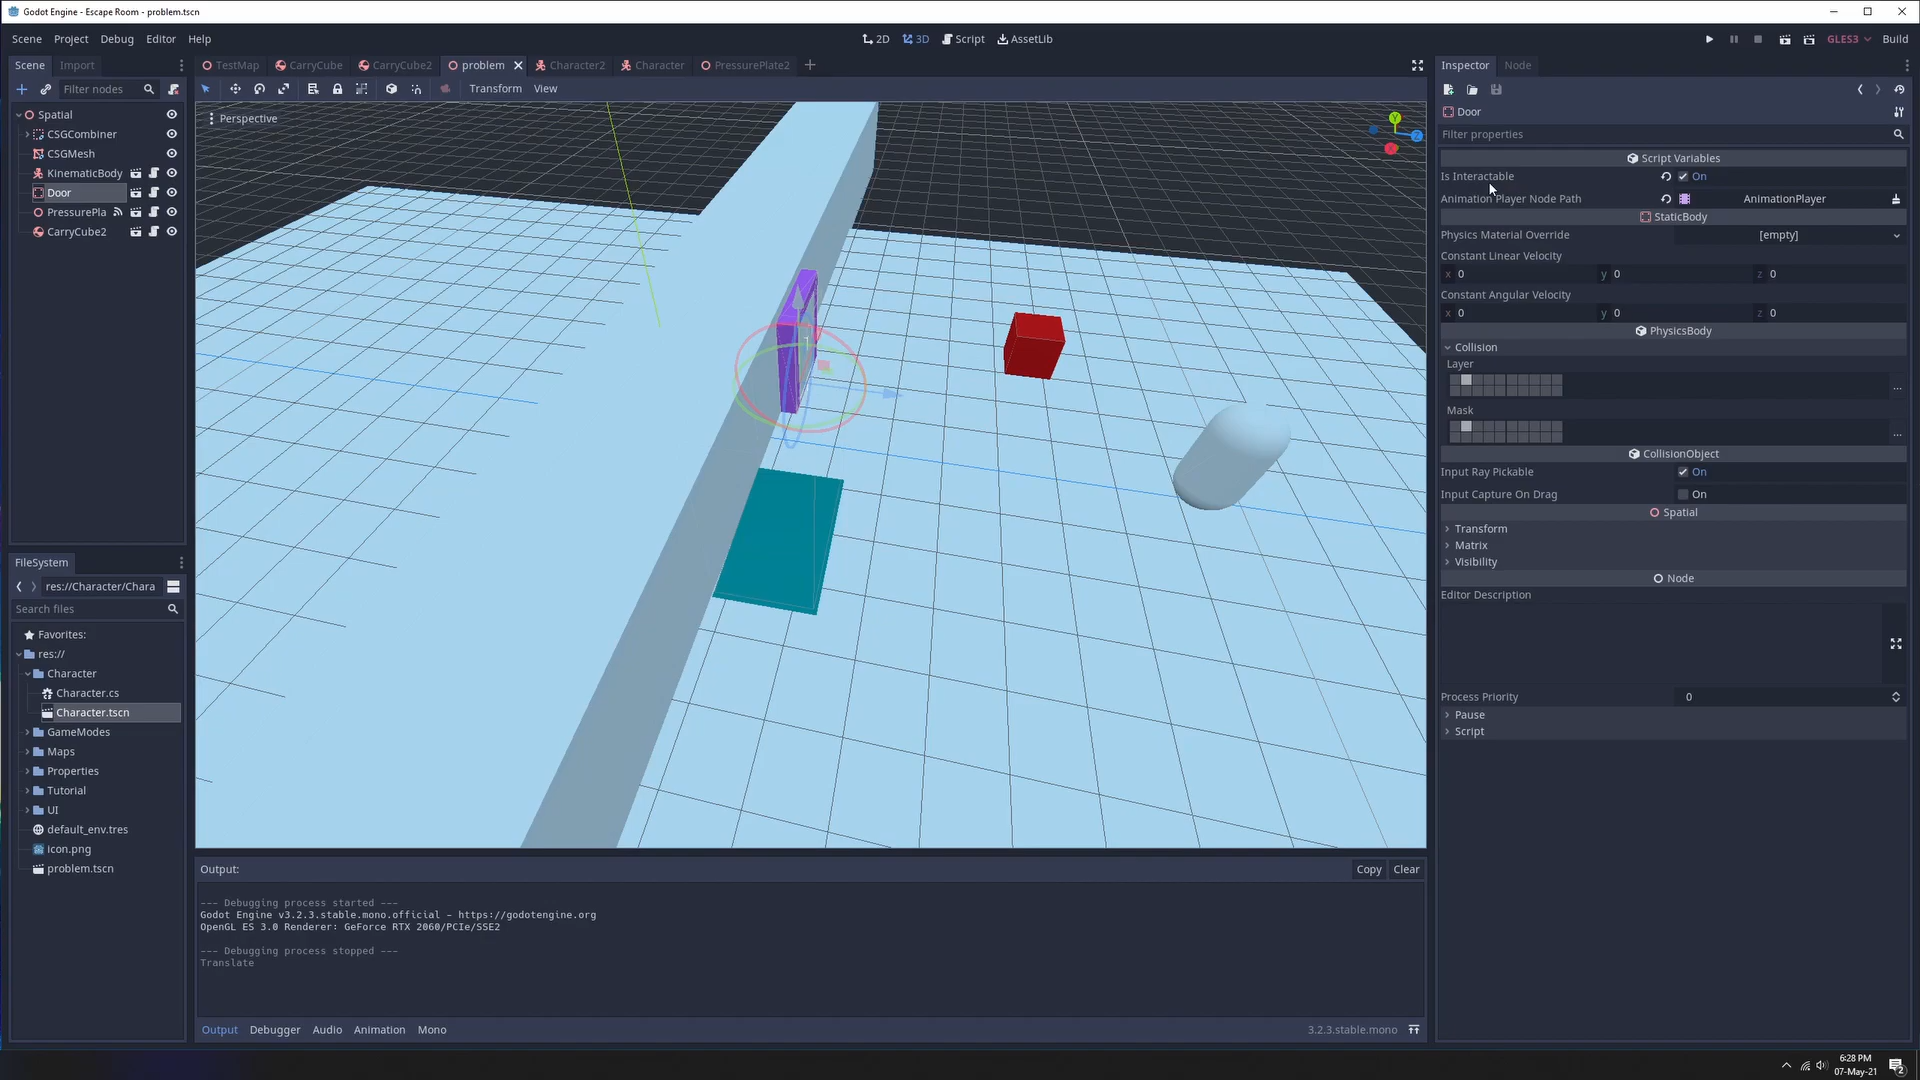 Godot Engine - Escape Room - problem.tscn
Scene Project Debug Editor Help
2D 3D Script AssetLib
GLES3 Build
Scene Import
Filter nodes
Spatial
CSGCombiner
CSGMesh
KinematicBody
Door
PressurePla
CarryCube2
FileSystem
res://Character/Chara
Search files
Favorites:
res://
Character
Character.cs
Character.tscn
GameModes
Maps
Properties
Tutorial
UI
default_env.tres
icon.png
problem.tscn
TestMap CarryCube CarryCube2 problem Character2 Character PressurePlate2
Transform View
Perspective
Y
Z
X
Output:
Copy Clear
--- Debugging process started ---
Godot Engine v3.2.3.stable.mono.official - https://godotengine.org
OpenGL ES 3.0 Renderer: GeForce RTX 2060/PCIe/SSE2
--- Debugging process stopped ---
Translate
Output Debugger Audio Animation Mono
3.2.3.stable.mono
Inspector Node
Door
Filter properties
Script Variables
Is Interactable On
Animation Player Node Path AnimationPlayer
StaticBody
Physics Material Override [empty]
Constant Linear Velocity
x 0 y 0 z 0
Constant Angular Velocity
x 0 y 0 z 0
PhysicsBody
Collision
Layer
...
Mask
...
CollisionObject
Input Ray Pickable On
Input Capture On Drag On
Spatial
Transform
Matrix
Visibility
Node
Editor Description
Process Priority 0
Pause
Script
6:28 PM
07-May-21
2